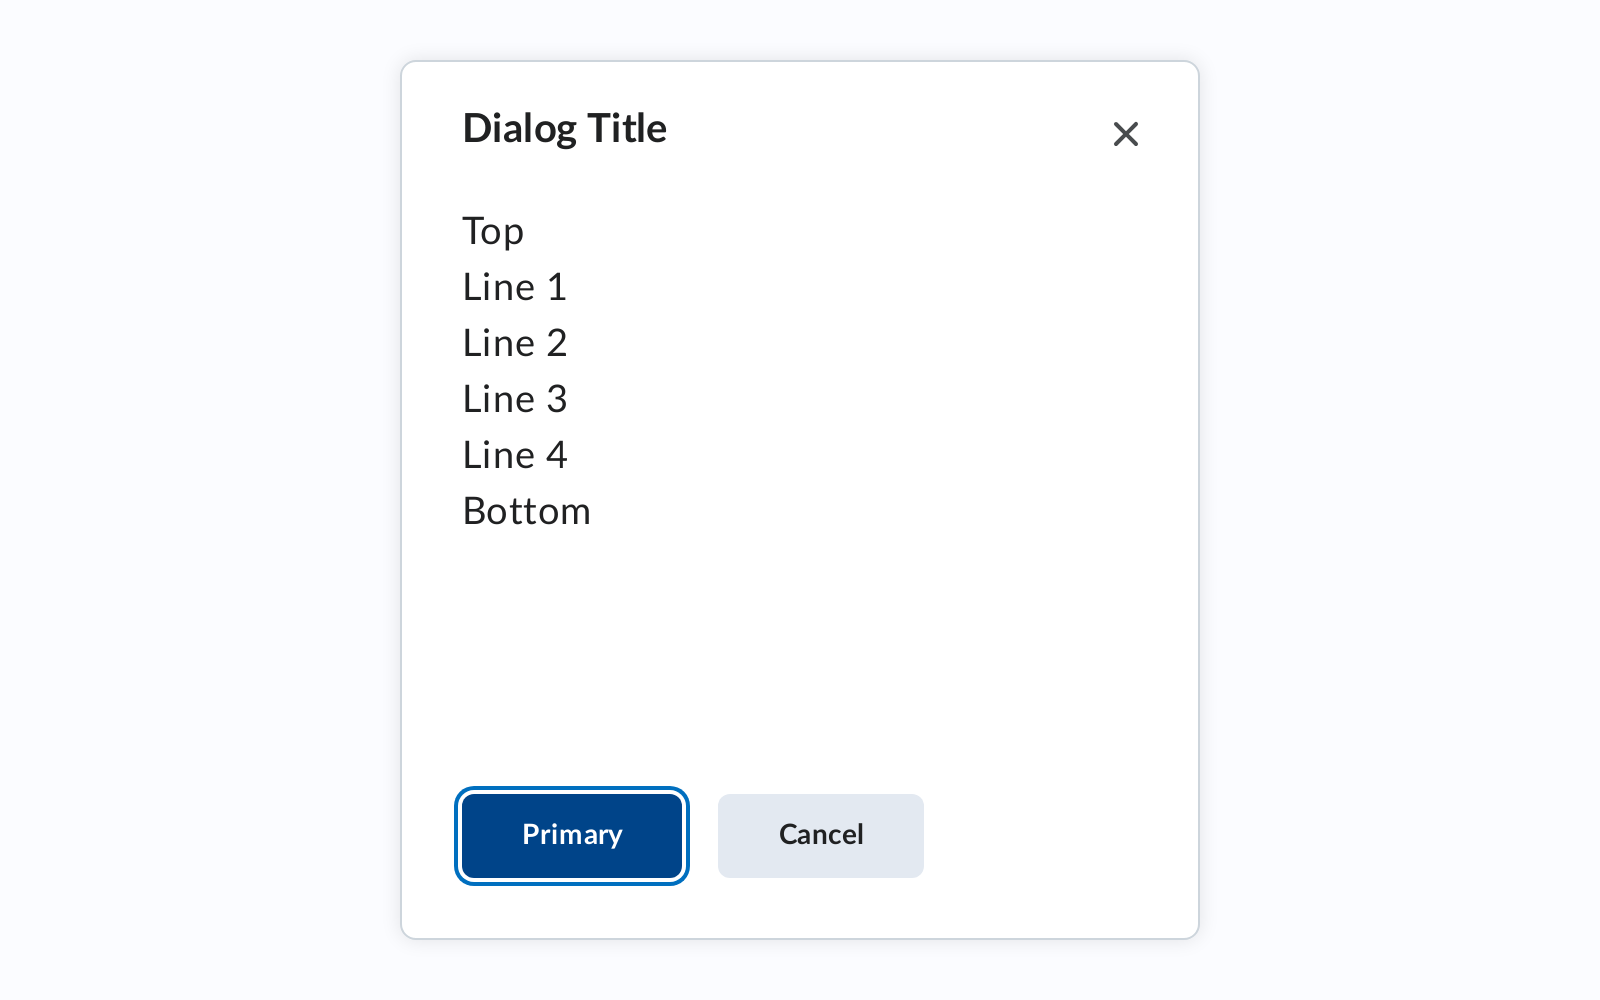 Dialog Title
Top
Line 1
Line 2
Line 3
Line 4
Bottom
Primary
Cancel